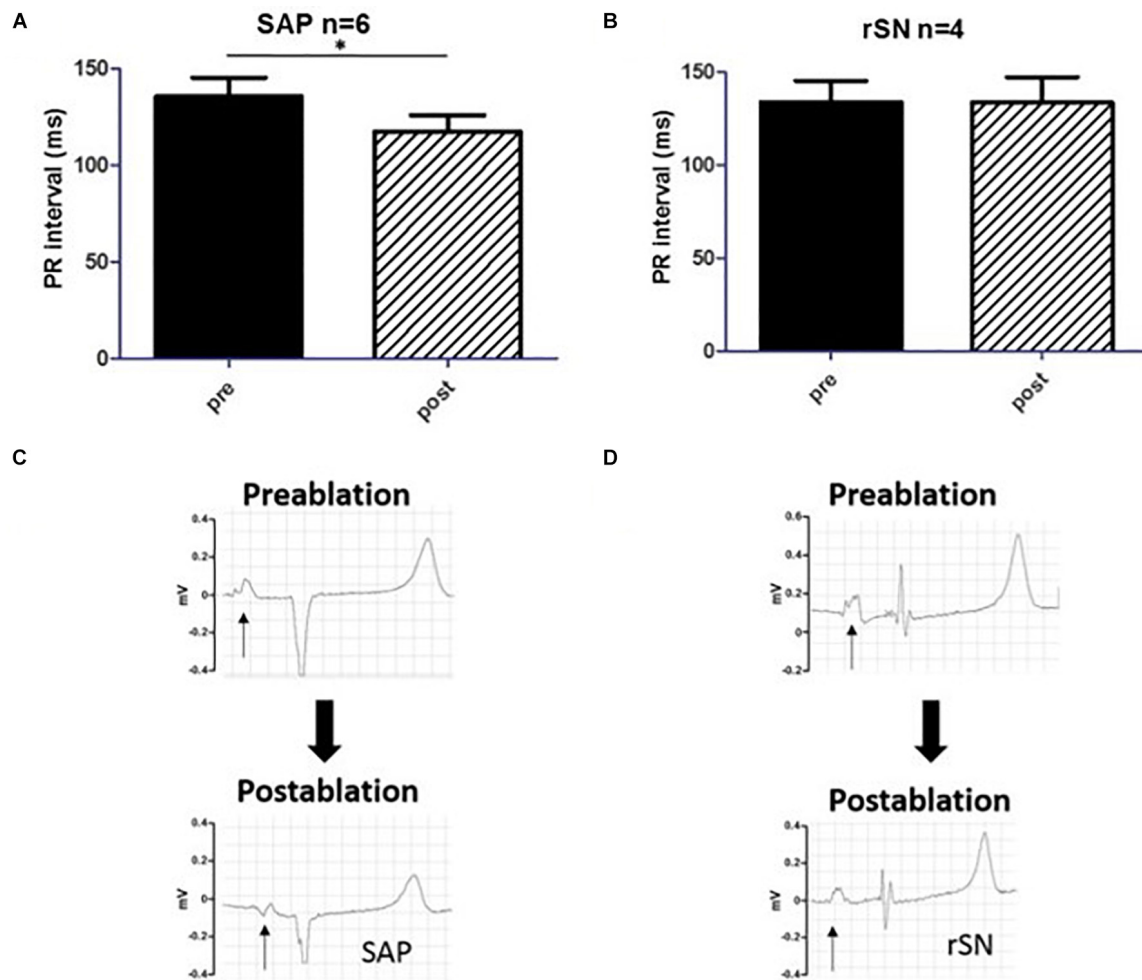 A
SAP n=6
*
PR interval (ms)
150
100
50
0
pre
post
B
rSN n=4
PR interval (ms)
150
100
50
0
pre
post
C
Preablation
mV
0.4
0.2
0
-0.2
-0.4
Postablation
mV
0.4
0.2
0
-0.2
-0.4
SAP
D
Preablation
mV
0.6
0.4
0.2
0
-0.2
Postablation
mV
0.4
0.2
0
-0.2
-0.4
rSN